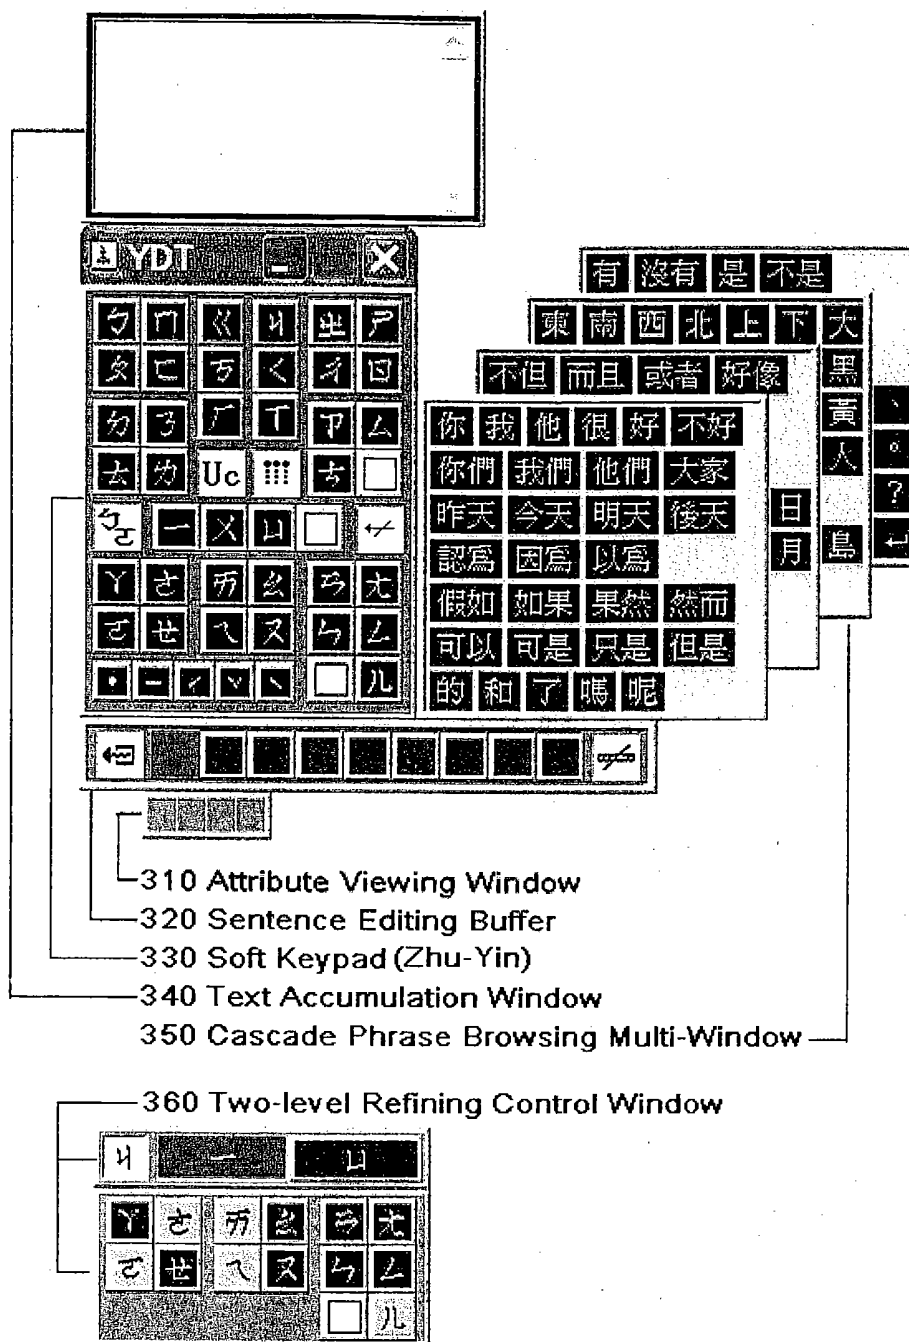 YDT
ㄅ ㄇ ㄍ ㄐ ㄓ ㄕ
ㄆ ㄈ ㄎ ㄑ ㄔ ㄖ
ㄉ ㄋ ㄏ ㄒ ㄗ ㄙ
ㄊ ㄌ Uc ㄘ
ㄅㄛ ㄧ ㄨ ㄩ
ㄚ ㄜ ㄞ ㄠ ㄢ ㄤ
ㄛ ㄝ ㄟ ㄡ ㄣ ㄥ
˙ ˉ ˊ ˇ ˋ ㄦ
有 沒有 是 不是
、
。
?
東 南 西 北 上 下 大
黑
黃
人
島
不但 而且 或者 好像
日
月
你 我 他 很 好 不好
你們 我們 他們 大家
昨天 今天 明天 後天
認爲 因爲 以爲
假如 如果 果然 然而
可以 可是 只是 但是
的 和 了 嗎 呢
310 Attribute Viewing Window
320 Sentence Editing Buffer
330 Soft Keypad (Zhu-Yin)
340 Text Accumulation Window
350 Cascade Phrase Browsing Multi-Window
360 Two-level Refining Control Window
ㄐ ㄧ ㄩ
ㄚ ㄜ ㄞ ㄠ ㄢ ㄤ
ㄛ ㄝ ㄟ ㄡ ㄣ ㄥ
ㄦ